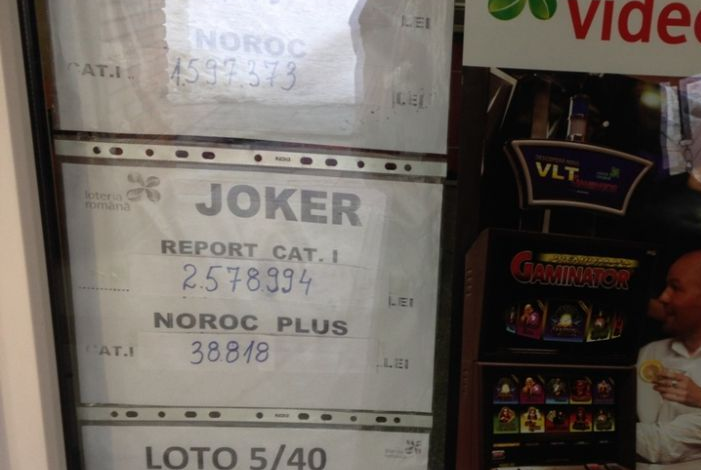 LEI
NOROC
CAT.I 1.597.373
LEI
loteria
română
JOKER
REPORT CAT. I
2.578.994
LEI
NOROC PLUS
CAT.I 38.818 LEI
LOTO 5/40
video
VLT
GAMINATOR